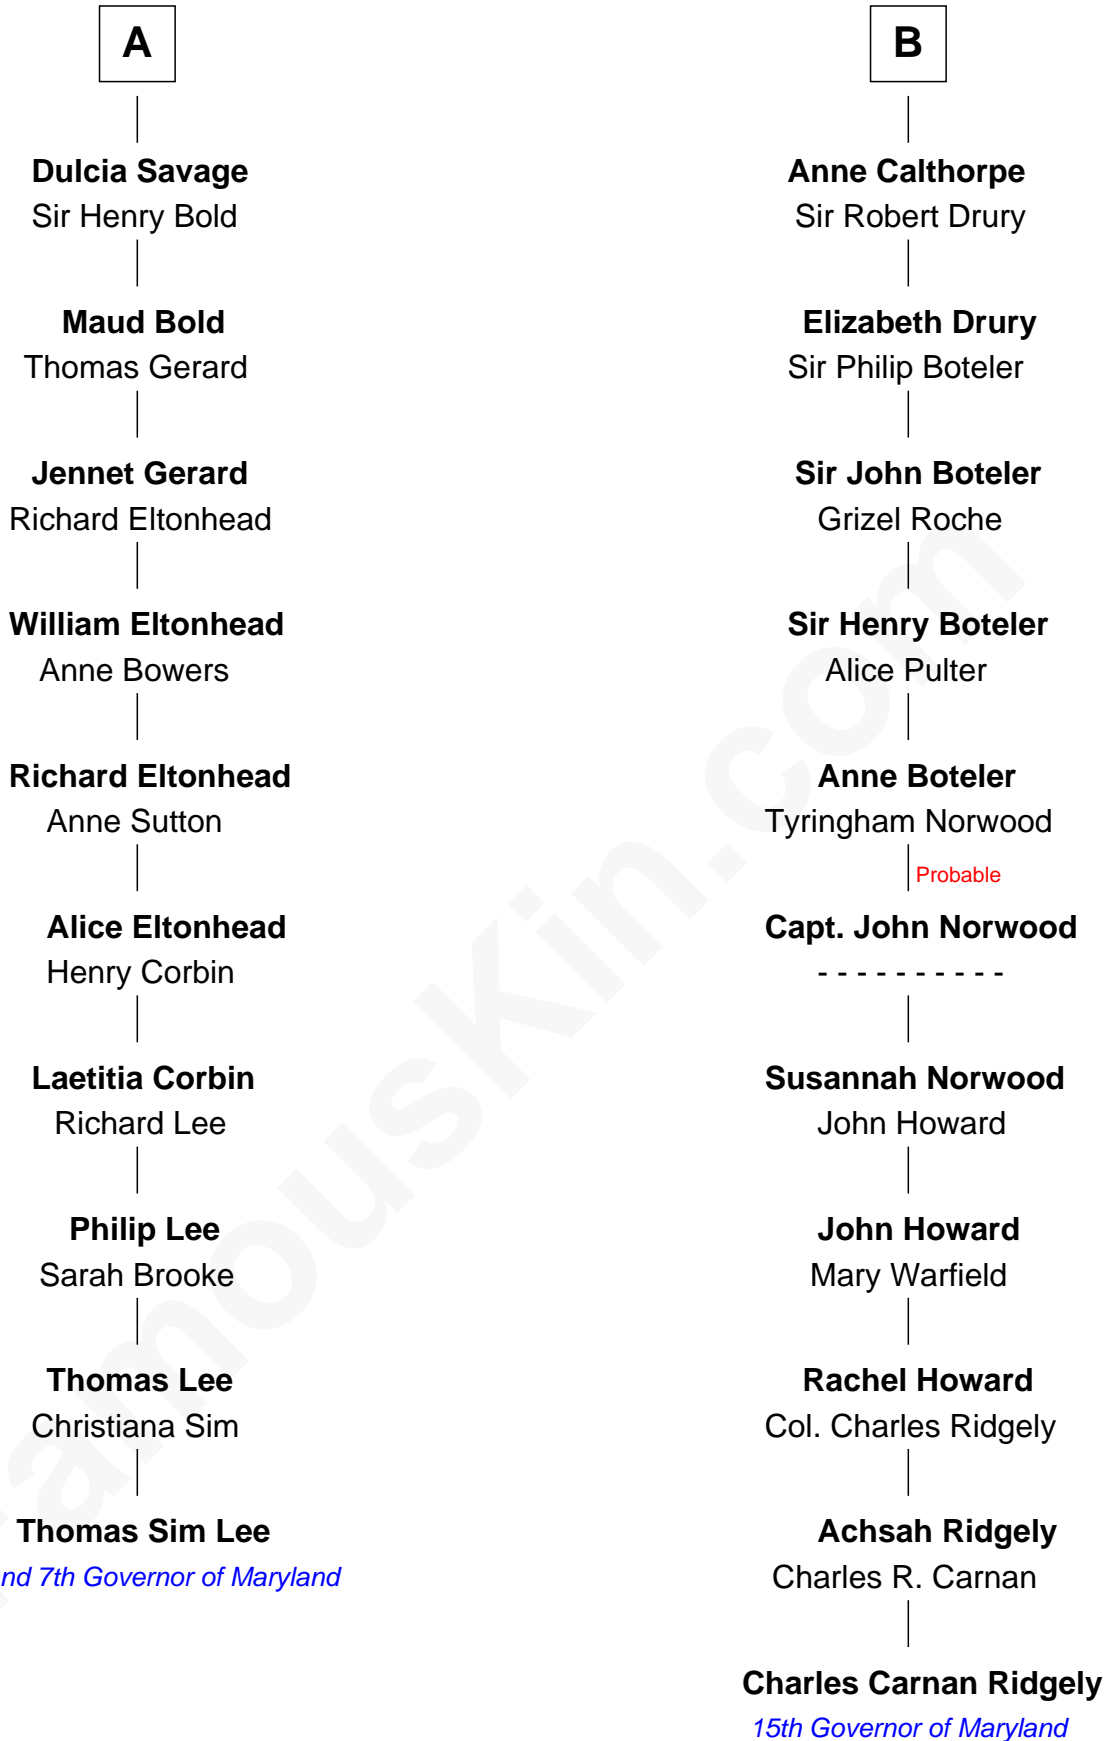 A
Dulcia Savage
Sir Henry Bold
Maud Bold
Thomas Gerard
Jennet Gerard
Richard Eltonhead
William Eltonhead
Anne Bowers
Richard Eltonhead
Anne Sutton
Alice Eltonhead
Henry Corbin
Laetitia Corbin
Richard Lee
Philip Lee
Sarah Brooke
Thomas Lee
Christiana Sim
Thomas Sim Lee
nd 7th Governor of Maryland
B
Anne Calthorpe
Sir Robert Drury
Elizabeth Drury
Sir Philip Boteler
Sir John Boteler
Grizel Roche
Sir Henry Boteler
Alice Pulter
Anne Boteler
Tyringham Norwood
Probable
Capt. John Norwood
- - - - - - - - - -
Susannah Norwood
John Howard
John Howard
Mary Warfield
Rachel Howard
Col. Charles Ridgely
Achsah Ridgely
Charles R. Carnan
Charles Carnan Ridgely
15th Governor of Maryland
FamousKin.com